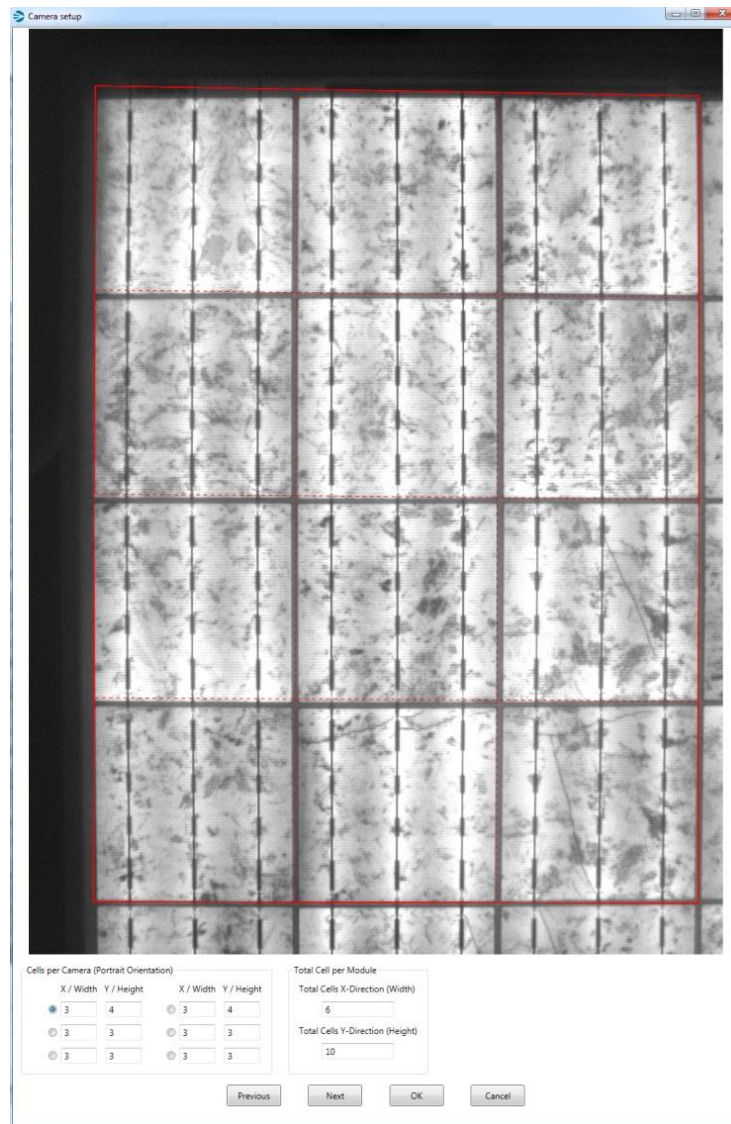 Camera setup
Cells per Camera (Portrait Orientation)
X / Width Y / Height X / Width Y / Height
3 4 3 4
3 3 3 3
3 3 3 3
Total Cell per Module
Total Cells X-Direction (Width)
6
Total Cells Y-Direction (Height)
10
Previous Next OK Cancel